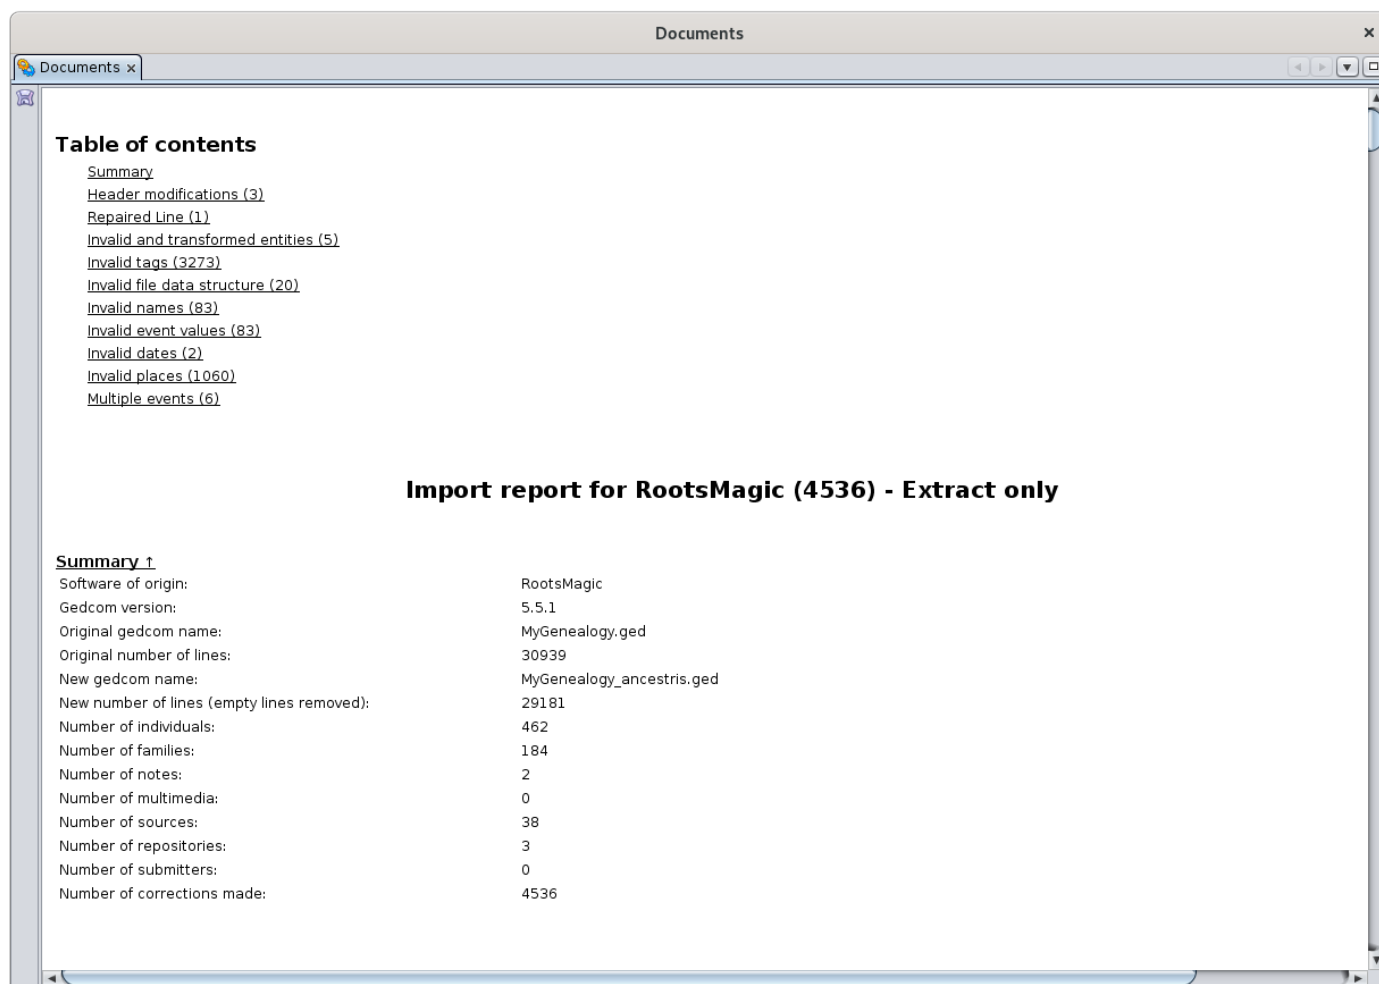 Documents
Documents
Table of contents
Summary
Header modifications (3)
Repaired Line (1)
Invalid and transformed entities (5)
Invalid tags (3273)
Invalid file data structure (20)
Invalid names (83)
Invalid event values (83)
Invalid dates (2)
Invalid places (1060)
Multiple events (6)
Import report for RootsMagic (4536) - Extract only
Summary ↑
Software of origin: RootsMagic
Gedcom version: 5.5.1
Original gedcom name: MyGenealogy.ged
Original number of lines: 30939
New gedcom name: MyGenealogy_ancestris.ged
New number of lines (empty lines removed): 29181
Number of individuals: 462
Number of families: 184
Number of notes: 2
Number of multimedia: 0
Number of sources: 38
Number of repositories: 3
Number of submitters: 0
Number of corrections made: 4536